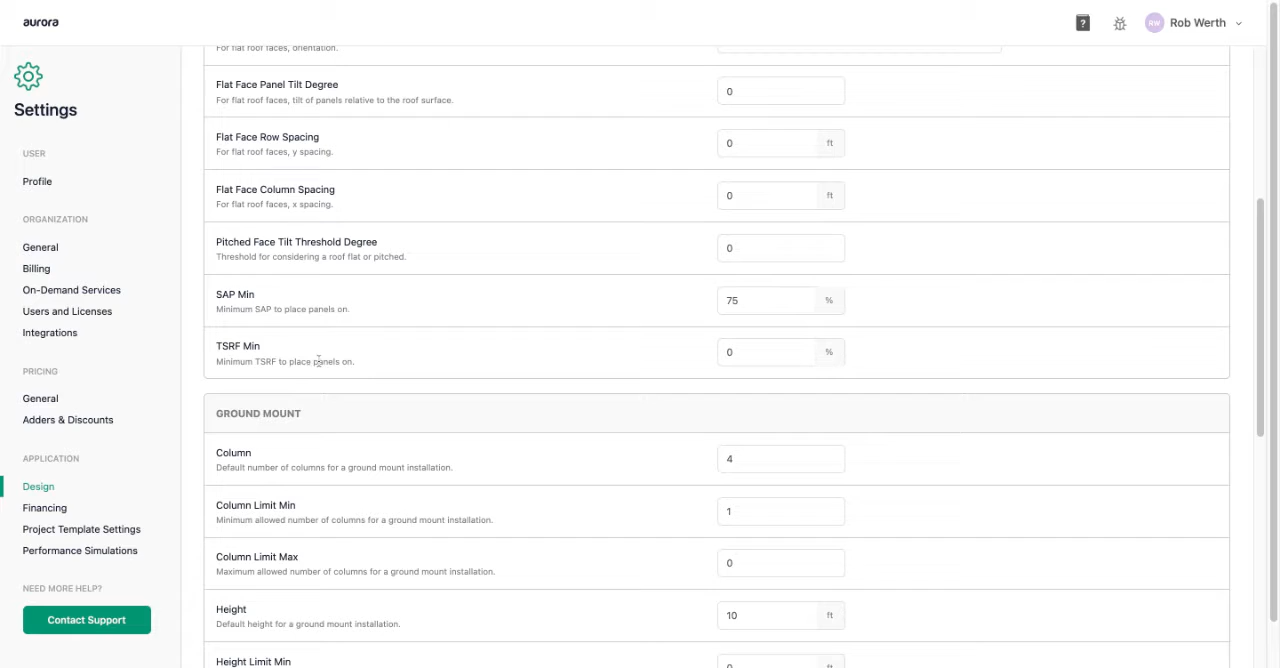 aurora
?
RW
Rob Werth
Settings
USER
Profile
ORGANIZATION
General
Billing
On-Demand Services
Users and Licenses
Integrations
PRICING
General
Adders & Discounts
APPLICATION
Design
Financing
Project Template Settings
Performance Simulations
NEED MORE HELP?
Contact Support
For flat roof faces, orientation.
Flat Face Panel Tilt Degree
For flat roof faces, tilt of panels relative to the roof surface.
0
Flat Face Row Spacing
For flat roof faces, y spacing.
0 ft
Flat Face Column Spacing
For flat roof faces, x spacing.
0 ft
Pitched Face Tilt Threshold Degree
Threshold for considering a roof flat or pitched.
0
SAP Min
Minimum SAP to place panels on.
75 %
TSRF Min
Minimum TSRF to place panels on.
0 %
GROUND MOUNT
Column
Default number of columns for a ground mount installation.
4
Column Limit Min
Minimum allowed number of columns for a ground mount installation.
1
Column Limit Max
Maximum allowed number of columns for a ground mount installation.
0
Height
Default height for a ground mount installation.
10 ft
Height Limit Min
0 ft